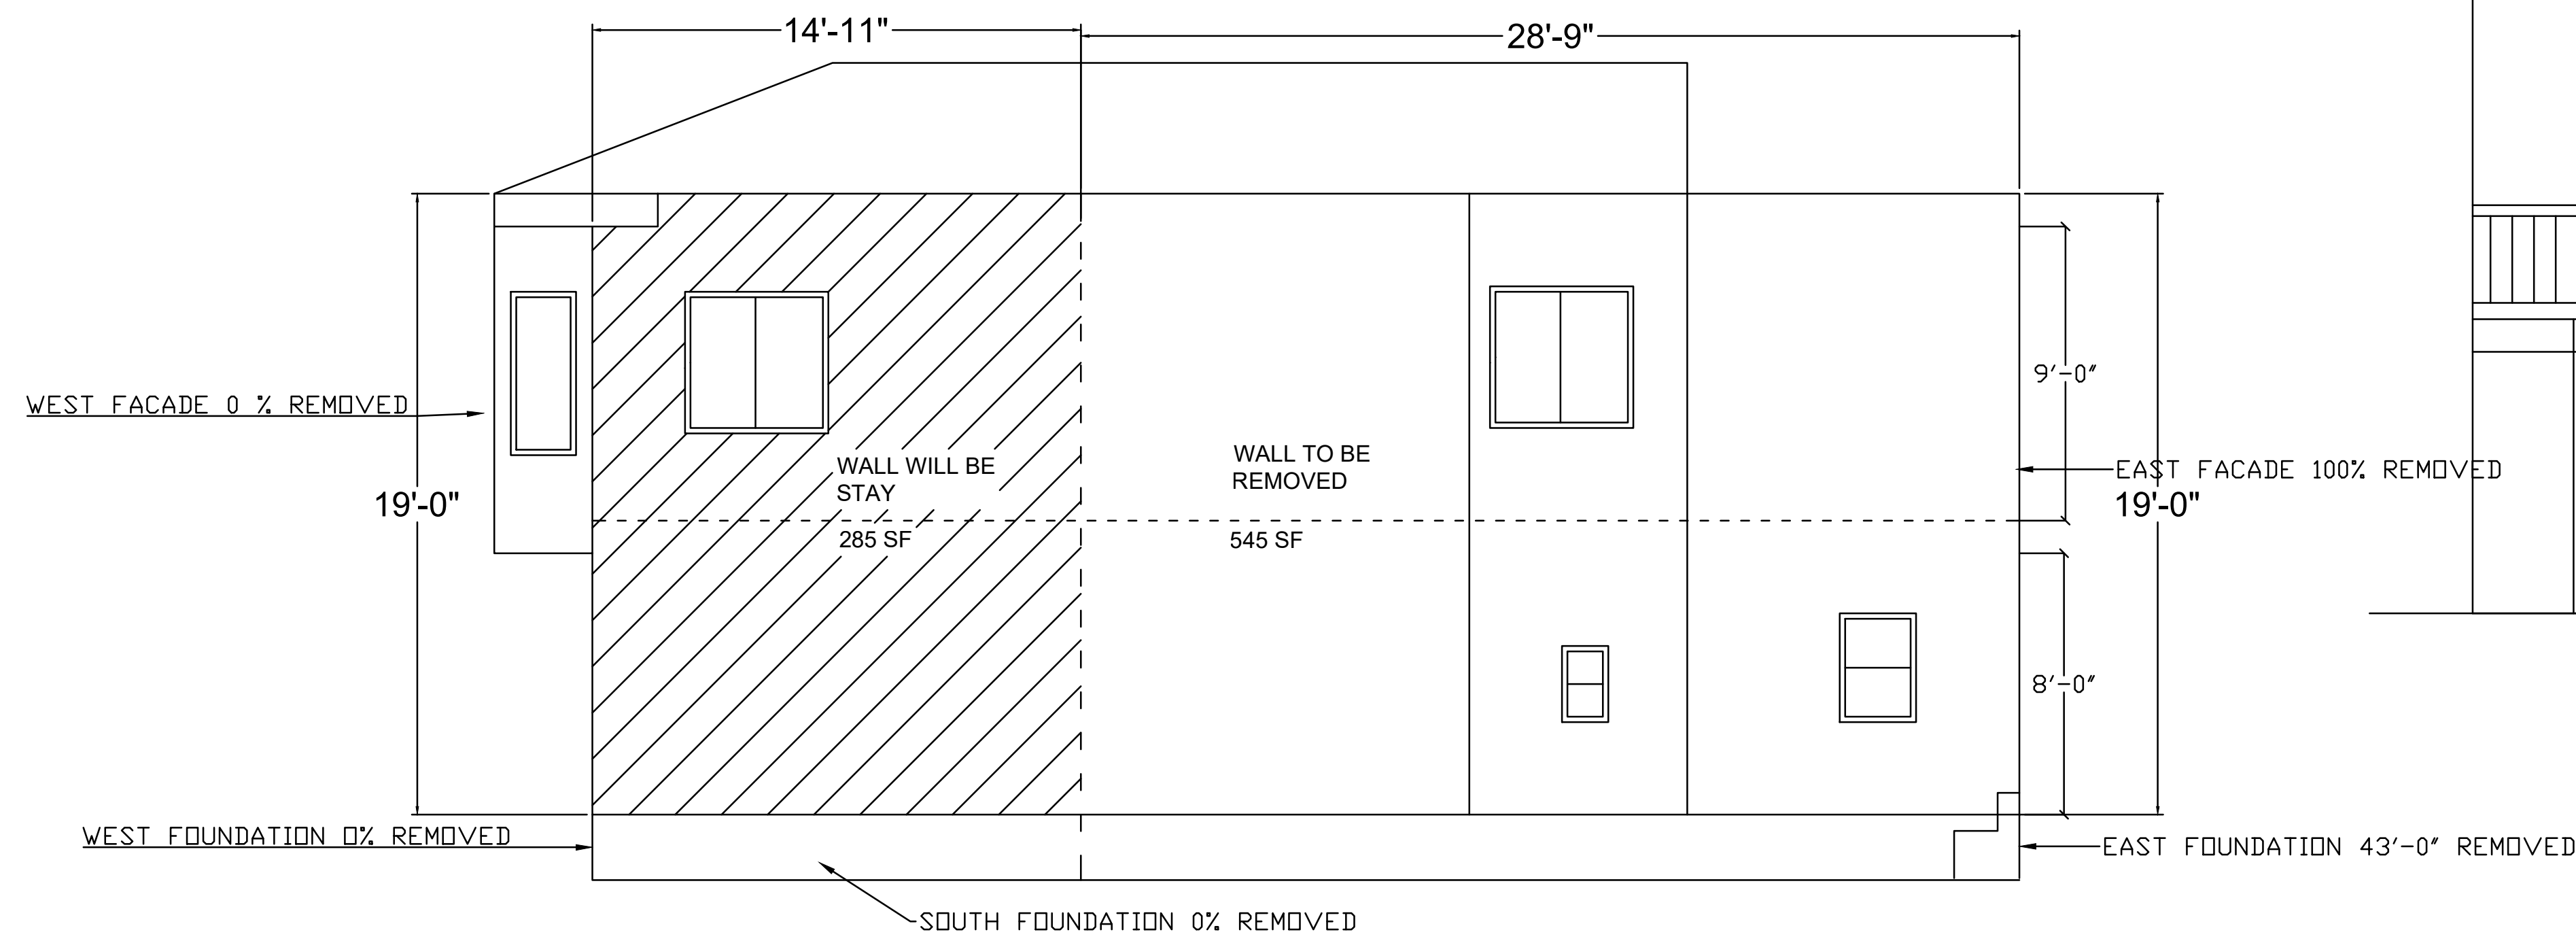 14'-11"
28'-9"
9'-0"
WEST FACADE 0 % REMOVED
WALL WILL BE
STAY
WALL TO BE
REMOVED
EAST FACADE 100% REMOVED
19'-0"
19'-0"
285 SF
545 SF
8'-0"
WEST FOUNDATION 0% REMOVED
EAST FOUNDATION 43'-0" REMOVED
SOUTH FOUNDATION 0% REMOVED